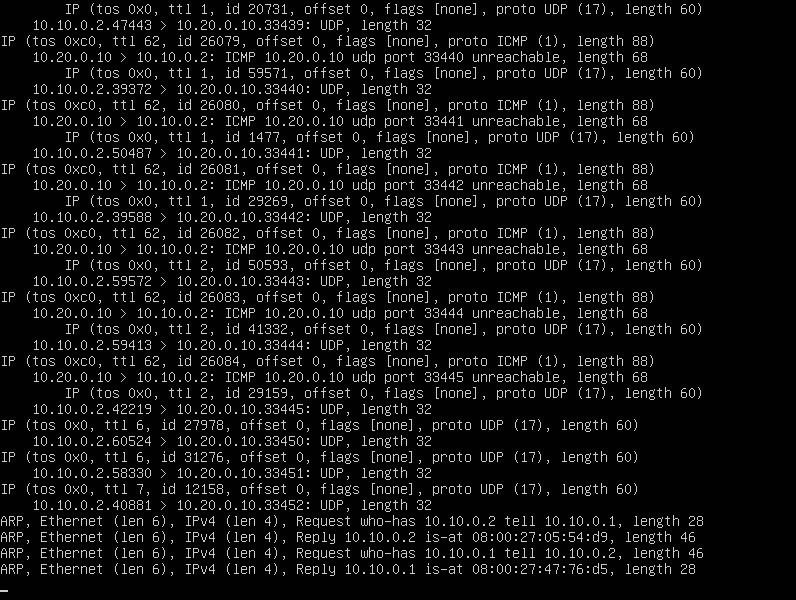 IP (tos 0x0, ttl 1, id 20731, offset 0, flags [none], proto UDP (17), length 60)
10.10.0.2.47443 > 10.20.0.10.33439: UDP, length 32
IP (tos 0xc0, ttl 62, id 26079, offset 0, flags [none], proto ICMP (1), length 88)
10.20.0.10 > 10.10.0.2: ICMP 10.20.0.10 udp port 33440 unreachable, length 68
IP (tos 0x0, ttl 1, id 59571, offset 0, flags [none], proto UDP (17), length 60)
10.10.0.2.39372 > 10.20.0.10.33440: UDP, length 32
IP (tos 0xc0, ttl 62, id 26080, offset 0, flags [none], proto ICMP (1), length 88)
10.20.0.10 > 10.10.0.2: ICMP 10.20.0.10 udp port 33441 unreachable, length 68
IP (tos 0x0, ttl 1, id 1477, offset 0, flags [none], proto UDP (17), length 60)
10.10.0.2.50487 > 10.20.0.10.33441: UDP, length 32
IP (tos 0xc0, ttl 62, id 26081, offset 0, flags [none], proto ICMP (1), length 88)
10.20.0.10 > 10.10.0.2: ICMP 10.20.0.10 udp port 33442 unreachable, length 68
IP (tos 0x0, ttl 1, id 29269, offset 0, flags [none], proto UDP (17), length 60)
10.10.0.2.39588 > 10.20.0.10.33442: UDP, length 32
IP (tos 0xc0, ttl 62, id 26082, offset 0, flags [none], proto ICMP (1), length 88)
10.20.0.10 > 10.10.0.2: ICMP 10.20.0.10 udp port 33443 unreachable, length 68
IP (tos 0x0, ttl 2, id 50593, offset 0, flags [none], proto UDP (17), length 60)
10.10.0.2.59572 > 10.20.0.10.33443: UDP, length 32
IP (tos 0xc0, ttl 62, id 26083, offset 0, flags [none], proto ICMP (1), length 88)
10.20.0.10 > 10.10.0.2: ICMP 10.20.0.10 udp port 33444 unreachable, length 68
IP (tos 0x0, ttl 2, id 41332, offset 0, flags [none], proto UDP (17), length 60)
10.10.0.2.59413 > 10.20.0.10.33444: UDP, length 32
IP (tos 0xc0, ttl 62, id 26084, offset 0, flags [none], proto ICMP (1), length 88)
10.20.0.10 > 10.10.0.2: ICMP 10.20.0.10 udp port 33445 unreachable, length 68
IP (tos 0x0, ttl 2, id 29159, offset 0, flags [none], proto UDP (17), length 60)
10.10.0.2.42219 > 10.20.0.10.33445: UDP, length 32
IP (tos 0x0, ttl 6, id 27978, offset 0, flags [none], proto UDP (17), length 60)
10.10.0.2.60524 > 10.20.0.10.33450: UDP, length 32
IP (tos 0x0, ttl 6, id 31276, offset 0, flags [none], proto UDP (17), length 60)
10.10.0.2.58330 > 10.20.0.10.33451: UDP, length 32
IP (tos 0x0, ttl 7, id 12158, offset 0, flags [none], proto UDP (17), length 60)
10.10.0.2.40881 > 10.20.0.10.33452: UDP, length 32
ARP, Ethernet (len 6), IPv4 (len 4), Request who-has 10.10.0.2 tell 10.10.0.1, length 28
ARP, Ethernet (len 6), IPv4 (len 4), Reply 10.10.0.2 is-at 08:00:27:05:54:d9, length 46
ARP, Ethernet (len 6), IPv4 (len 4), Request who-has 10.10.0.1 tell 10.10.0.2, length 46
ARP, Ethernet (len 6), IPv4 (len 4), Reply 10.10.0.1 is-at 08:00:27:47:76:d5, length 28